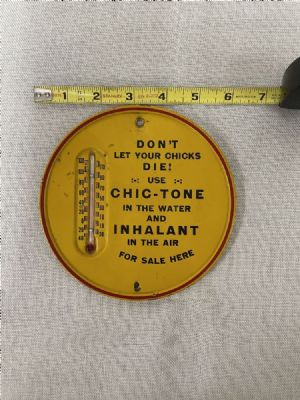 1 2 3 4 5 6 7
DON'T
LET YOUR CHICKS
DIE!
USE
CHIC-TONE
IN THE WATER
AND
INHALANT
IN THE AIR
FOR SALE HERE